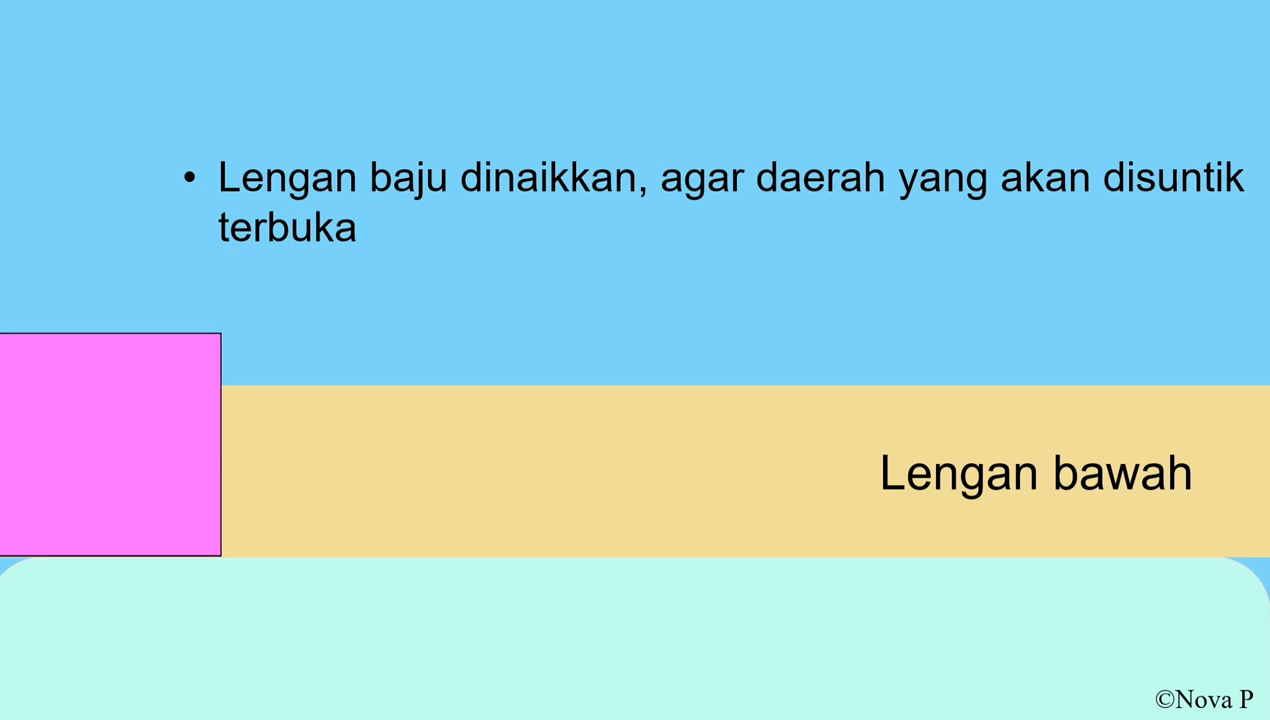 • Lengan baju dinaikkan, agar daerah yang akan disuntik
terbuka
Lengan bawah
©Nova P